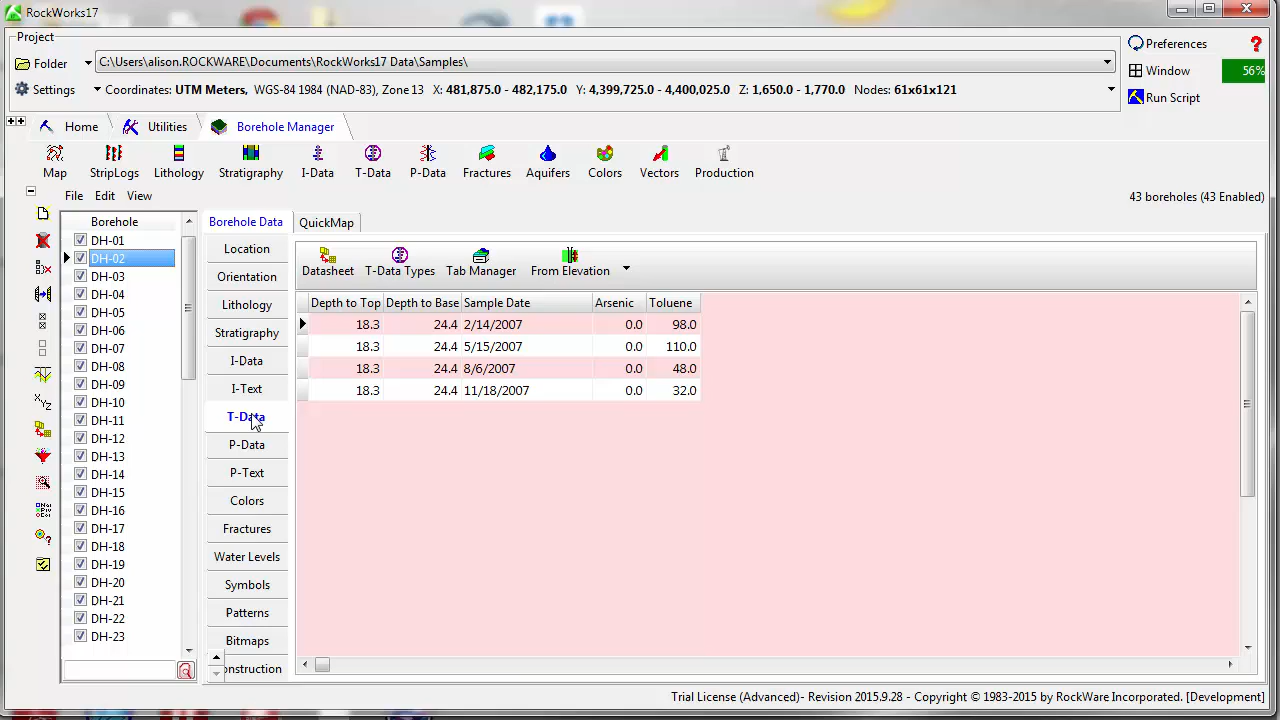 RockWorks17
Project
Folder
C:\Users\alison.ROCKWARE\Documents\RockWorks17 Data\Samples\
Settings
Coordinates: UTM Meters, WGS-84 1984 (NAD-83), Zone 13 X: 481,875.0 - 482,175.0 Y: 4,399,725.0 - 4,400,025.0 Z: 1,650.0 - 1,770.0 Nodes: 61x61x121
Preferences
?
Window
56%
Run Script
Home
Utilities
Borehole Manager
Map
StripLogs
Lithology
Stratigraphy
I-Data
T-Data
P-Data
Fractures
Aquifers
Colors
Vectors
Production
File Edit View
43 boreholes (43 Enabled)
Borehole
DH-01
DH-02
DH-03
DH-04
DH-05
DH-06
DH-07
DH-08
DH-09
DH-10
DH-11
DH-12
DH-13
DH-14
DH-15
DH-16
DH-17
DH-18
DH-19
DH-20
DH-21
DH-22
DH-23
Borehole Data
QuickMap
Location
Orientation
Lithology
Stratigraphy
I-Data
I-Text
T-Data
P-Data
P-Text
Colors
Fractures
Water Levels
Symbols
Patterns
Bitmaps
onstruction
Datasheet
T-Data Types
Tab Manager
From Elevation
Depth to Top Depth to Base Sample Date Arsenic Toluene
18.3 24.4 2/14/2007 0.0 98.0
18.3 24.4 5/15/2007 0.0 110.0
18.3 24.4 8/6/2007 0.0 48.0
18.3 24.4 11/18/2007 0.0 32.0
Trial License (Advanced)- Revision 2015.9.28 - Copyright © 1983-2015 by RockWare Incorporated. [Development]